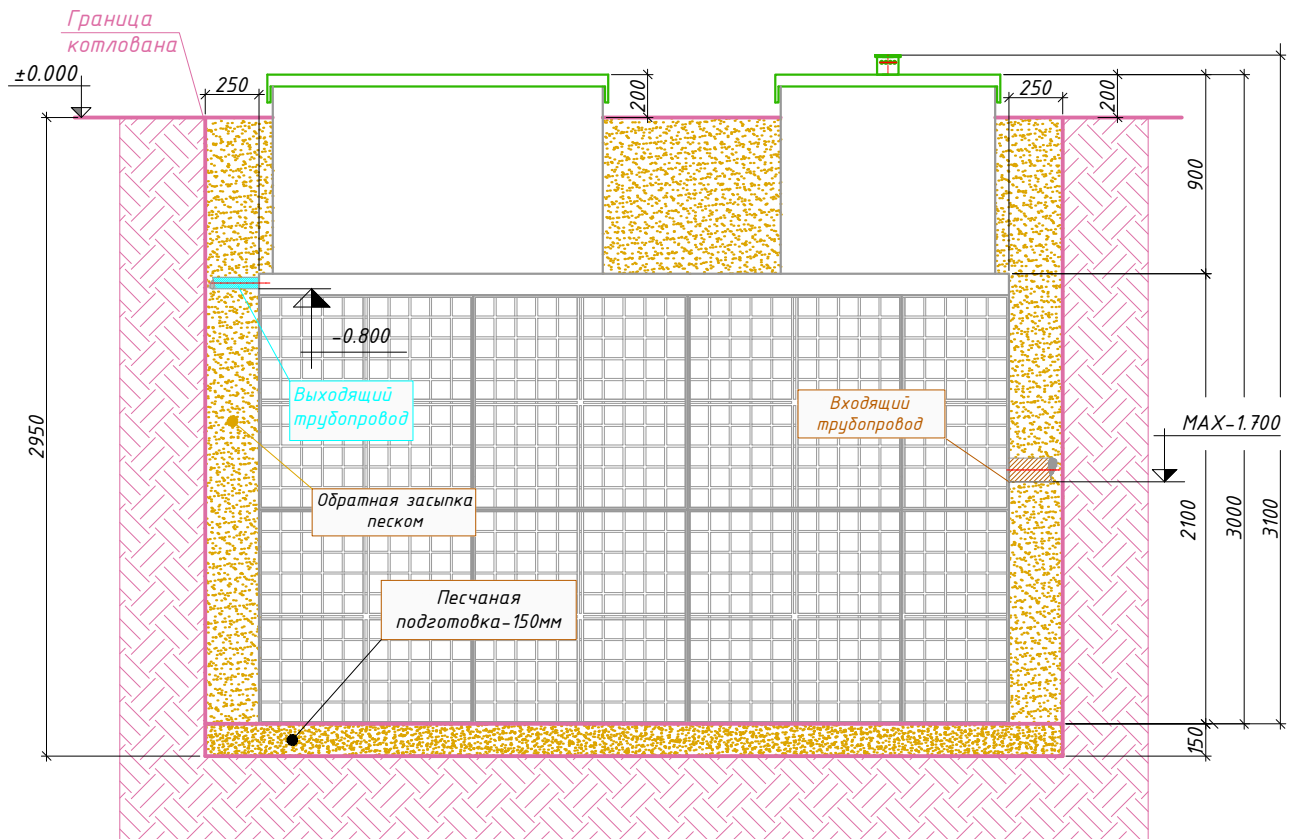 Граница
котлована
±0.000
250
200
250
200
900
-0.800
Выходящий
трубопровод
Входящий
трубопровод
MAX-1.700
2950
Обратная засыпка
песком
2100
3000
3100
Песчаная
подготовка-150мм
150